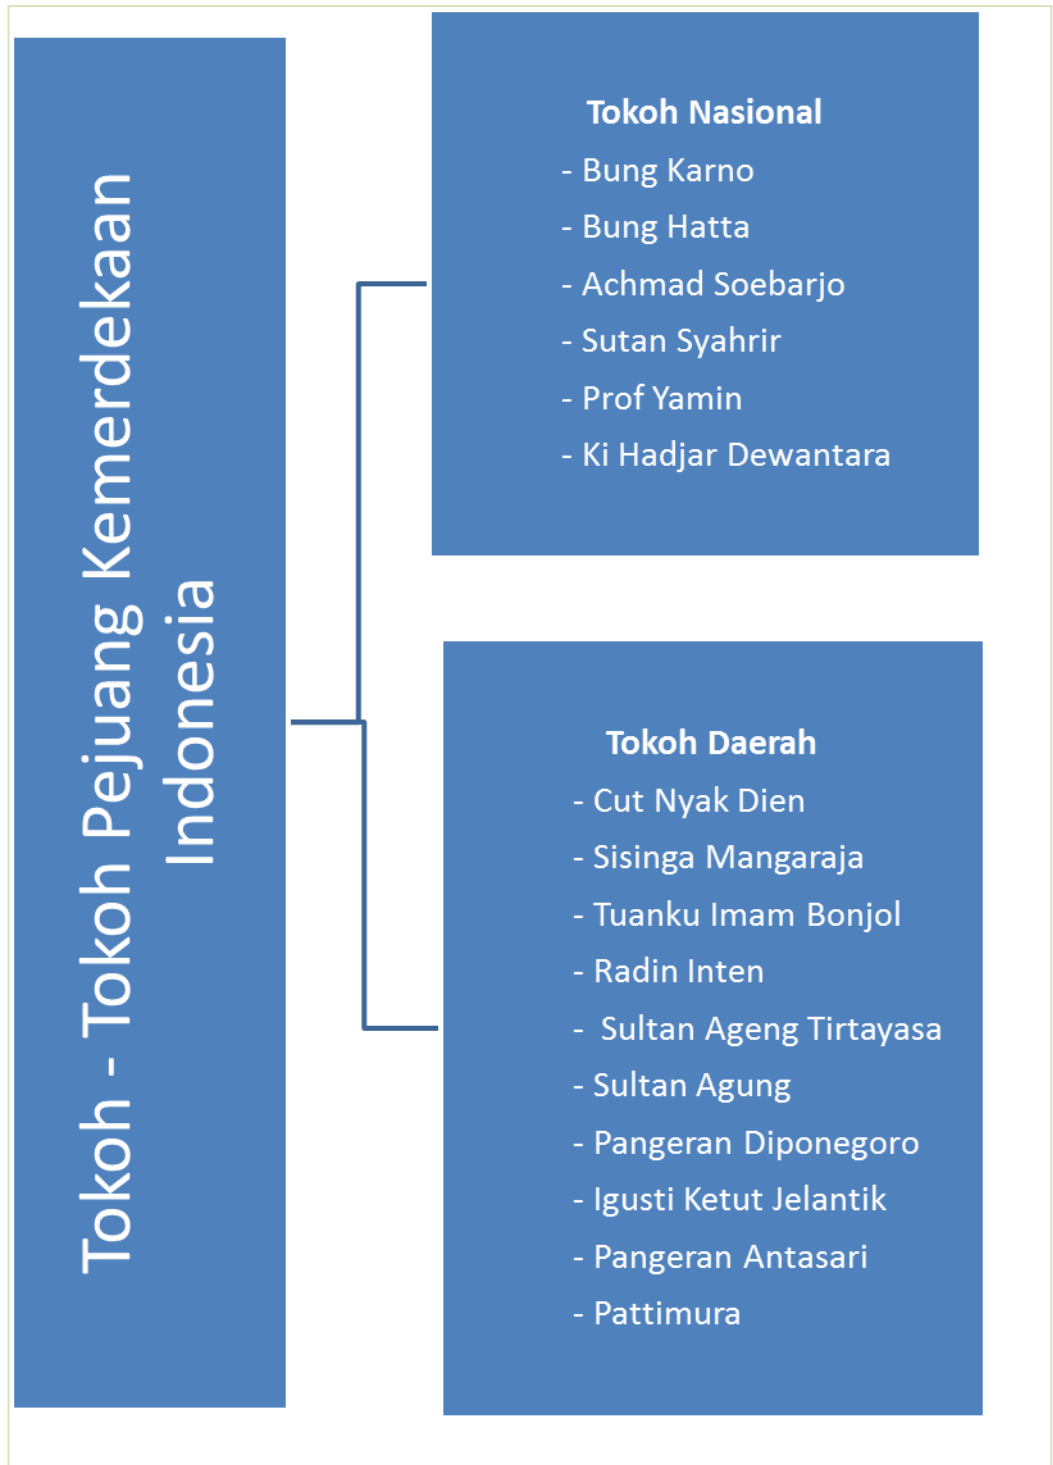 Tokoh - Tokoh Pejuang Kemerdekaan
Indonesia
Tokoh Nasional
- Bung Karno
- Bung Hatta
- Achmad Soebarjo
- Sutan Syahrir
- Prof Yamin
- Ki Hadjar Dewantara
Tokoh Daerah
- Cut Nyak Dien
- Sisinga Mangaraja
- Tuanku Imam Bonjol
- Radin Inten
- Sultan Ageng Tirtayasa
- Sultan Agung
- Pangeran Diponegoro
- Igusti Ketut Jelantik
- Pangeran Antasari
- Pattimura